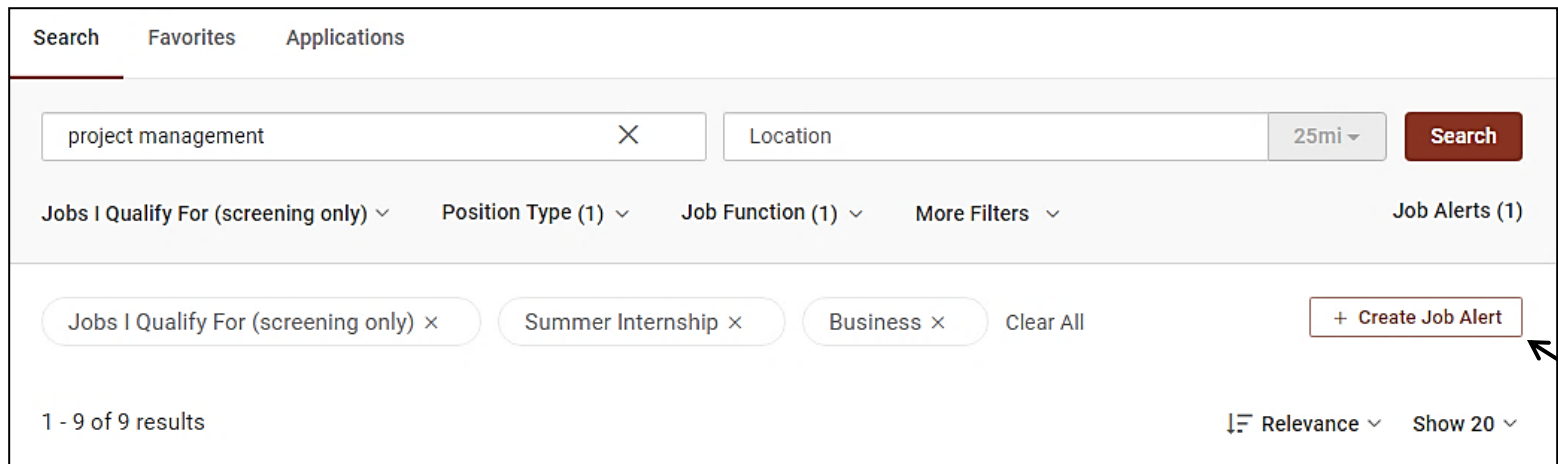 Search Favorites Applications
project management Location 25mi Search
Jobs I Qualify For (screening only) Position Type (1) Job Function (1) More Filters Job Alerts (1)
Jobs I Qualify For (screening only) × Summer Internship × Business × Clear All + Create Job Alert
1 - 9 of 9 results Relevance Show 20